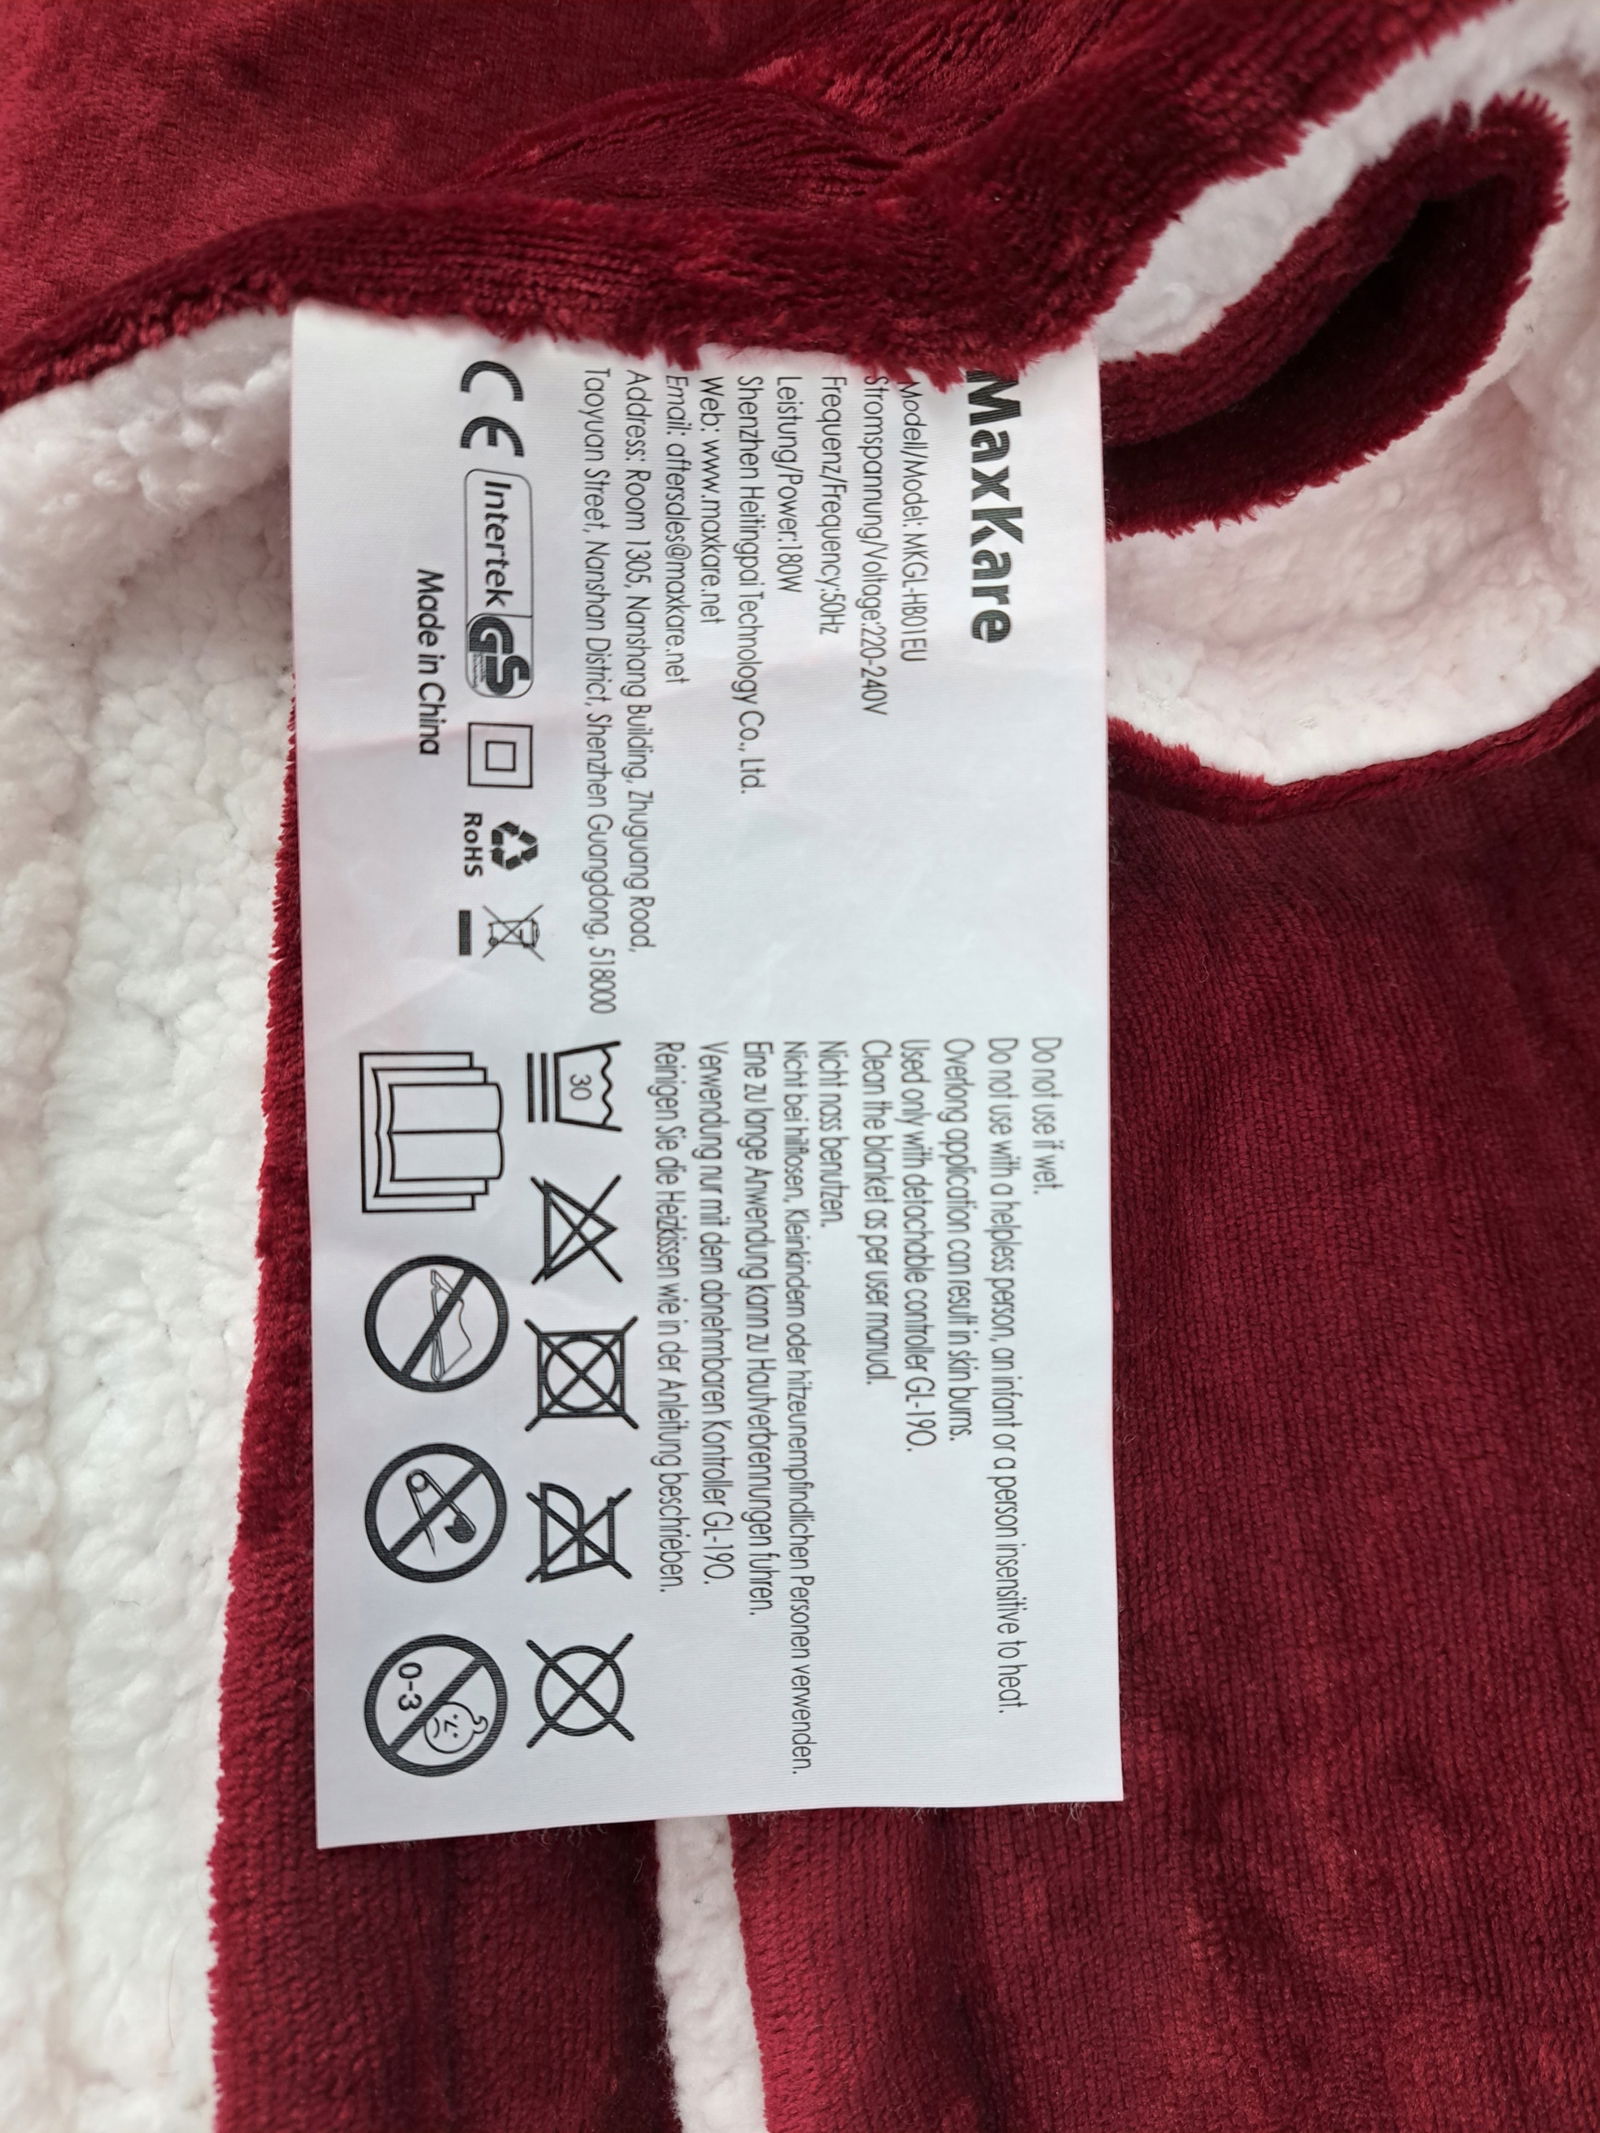 MaxKare
Modell/Model: MKGL-HB01EU
Stromspannung/Voltage:220-240V
Frequenz/Frequency:50Hz
Leistung/Power:180W
Shenzhen Heitingpai Technology Co., Ltd.
Web: www.maxkare.net
Email: aftersales@maxkare.net
Address: Room 1305, Nanshang Building, Zhuguang Road,
Taoyuan Street, Nanshan District, Shenzhen Guangdong, 518000
CE Intertek GS
RoHS
Made in China
Do not use if wet.
Do not use with a helpless person, an infant or a person insensitive to heat.
Overlong application can result in skin burns.
Used only with detachable controller GL-190.
Clean the blanket as per user manual.
Nicht nass benutzen.
Nicht bei hilflosen, Kleinkindern oder hitzeunempfindlichen Personen verwenden.
Eine zu lange Anwendung kann zu Hautverbrennungen führen.
Verwendung nur mit dem abnehmbaren Kontroller GL-190.
Reinigen Sie die Heizkissen wie in der Anleitung beschrieben.
30
0-3